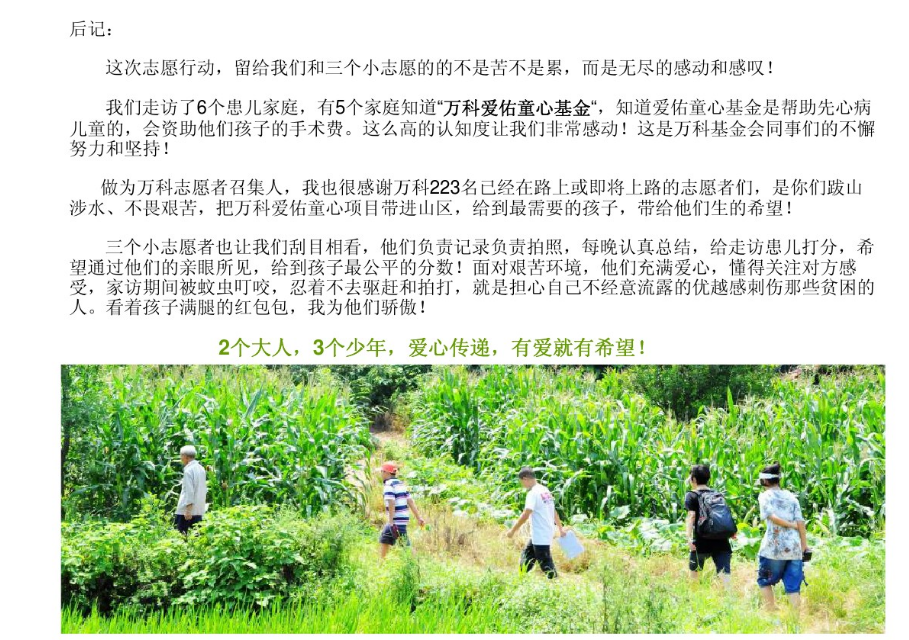 后记：
这次志愿行动，留给我们和三个小志愿的的不是苦不是累，而是无尽的感动和感叹！
我们走访了6个患儿家庭，有5个家庭知道“万科爱佑童心基金“，知道爱佑童心基金是帮助先心病
儿童的，会资助他们孩子的手术费。这么高的认知度让我们非常感动！这是万科基金会同事们的不懈
努力和坚持！
做为万科志愿者召集人，我也很感谢万科223名已经在路上或即将上路的志愿者们，是你们跋山
涉水、不畏艰苦，把万科爱佑童心项目带进山区，给到最需要的孩子，带给他们生的希望！
三个小志愿者也让我们刮目相看，他们负责记录负责拍照，每晚认真总结，给走访患儿打分，希
望通过他们的亲眼所见，给到孩子最公平的分数！面对艰苦环境，他们充满爱心，懂得关注对方感
受，家访期间被蚊虫叮咬，忍着不去驱赶和拍打，就是担心自己不经意流露的优越感刺伤那些贫困的
人。看着孩子满腿的红包包，我为他们骄傲！
2个大人，3个少年，爱心传递，有爱就有希望！